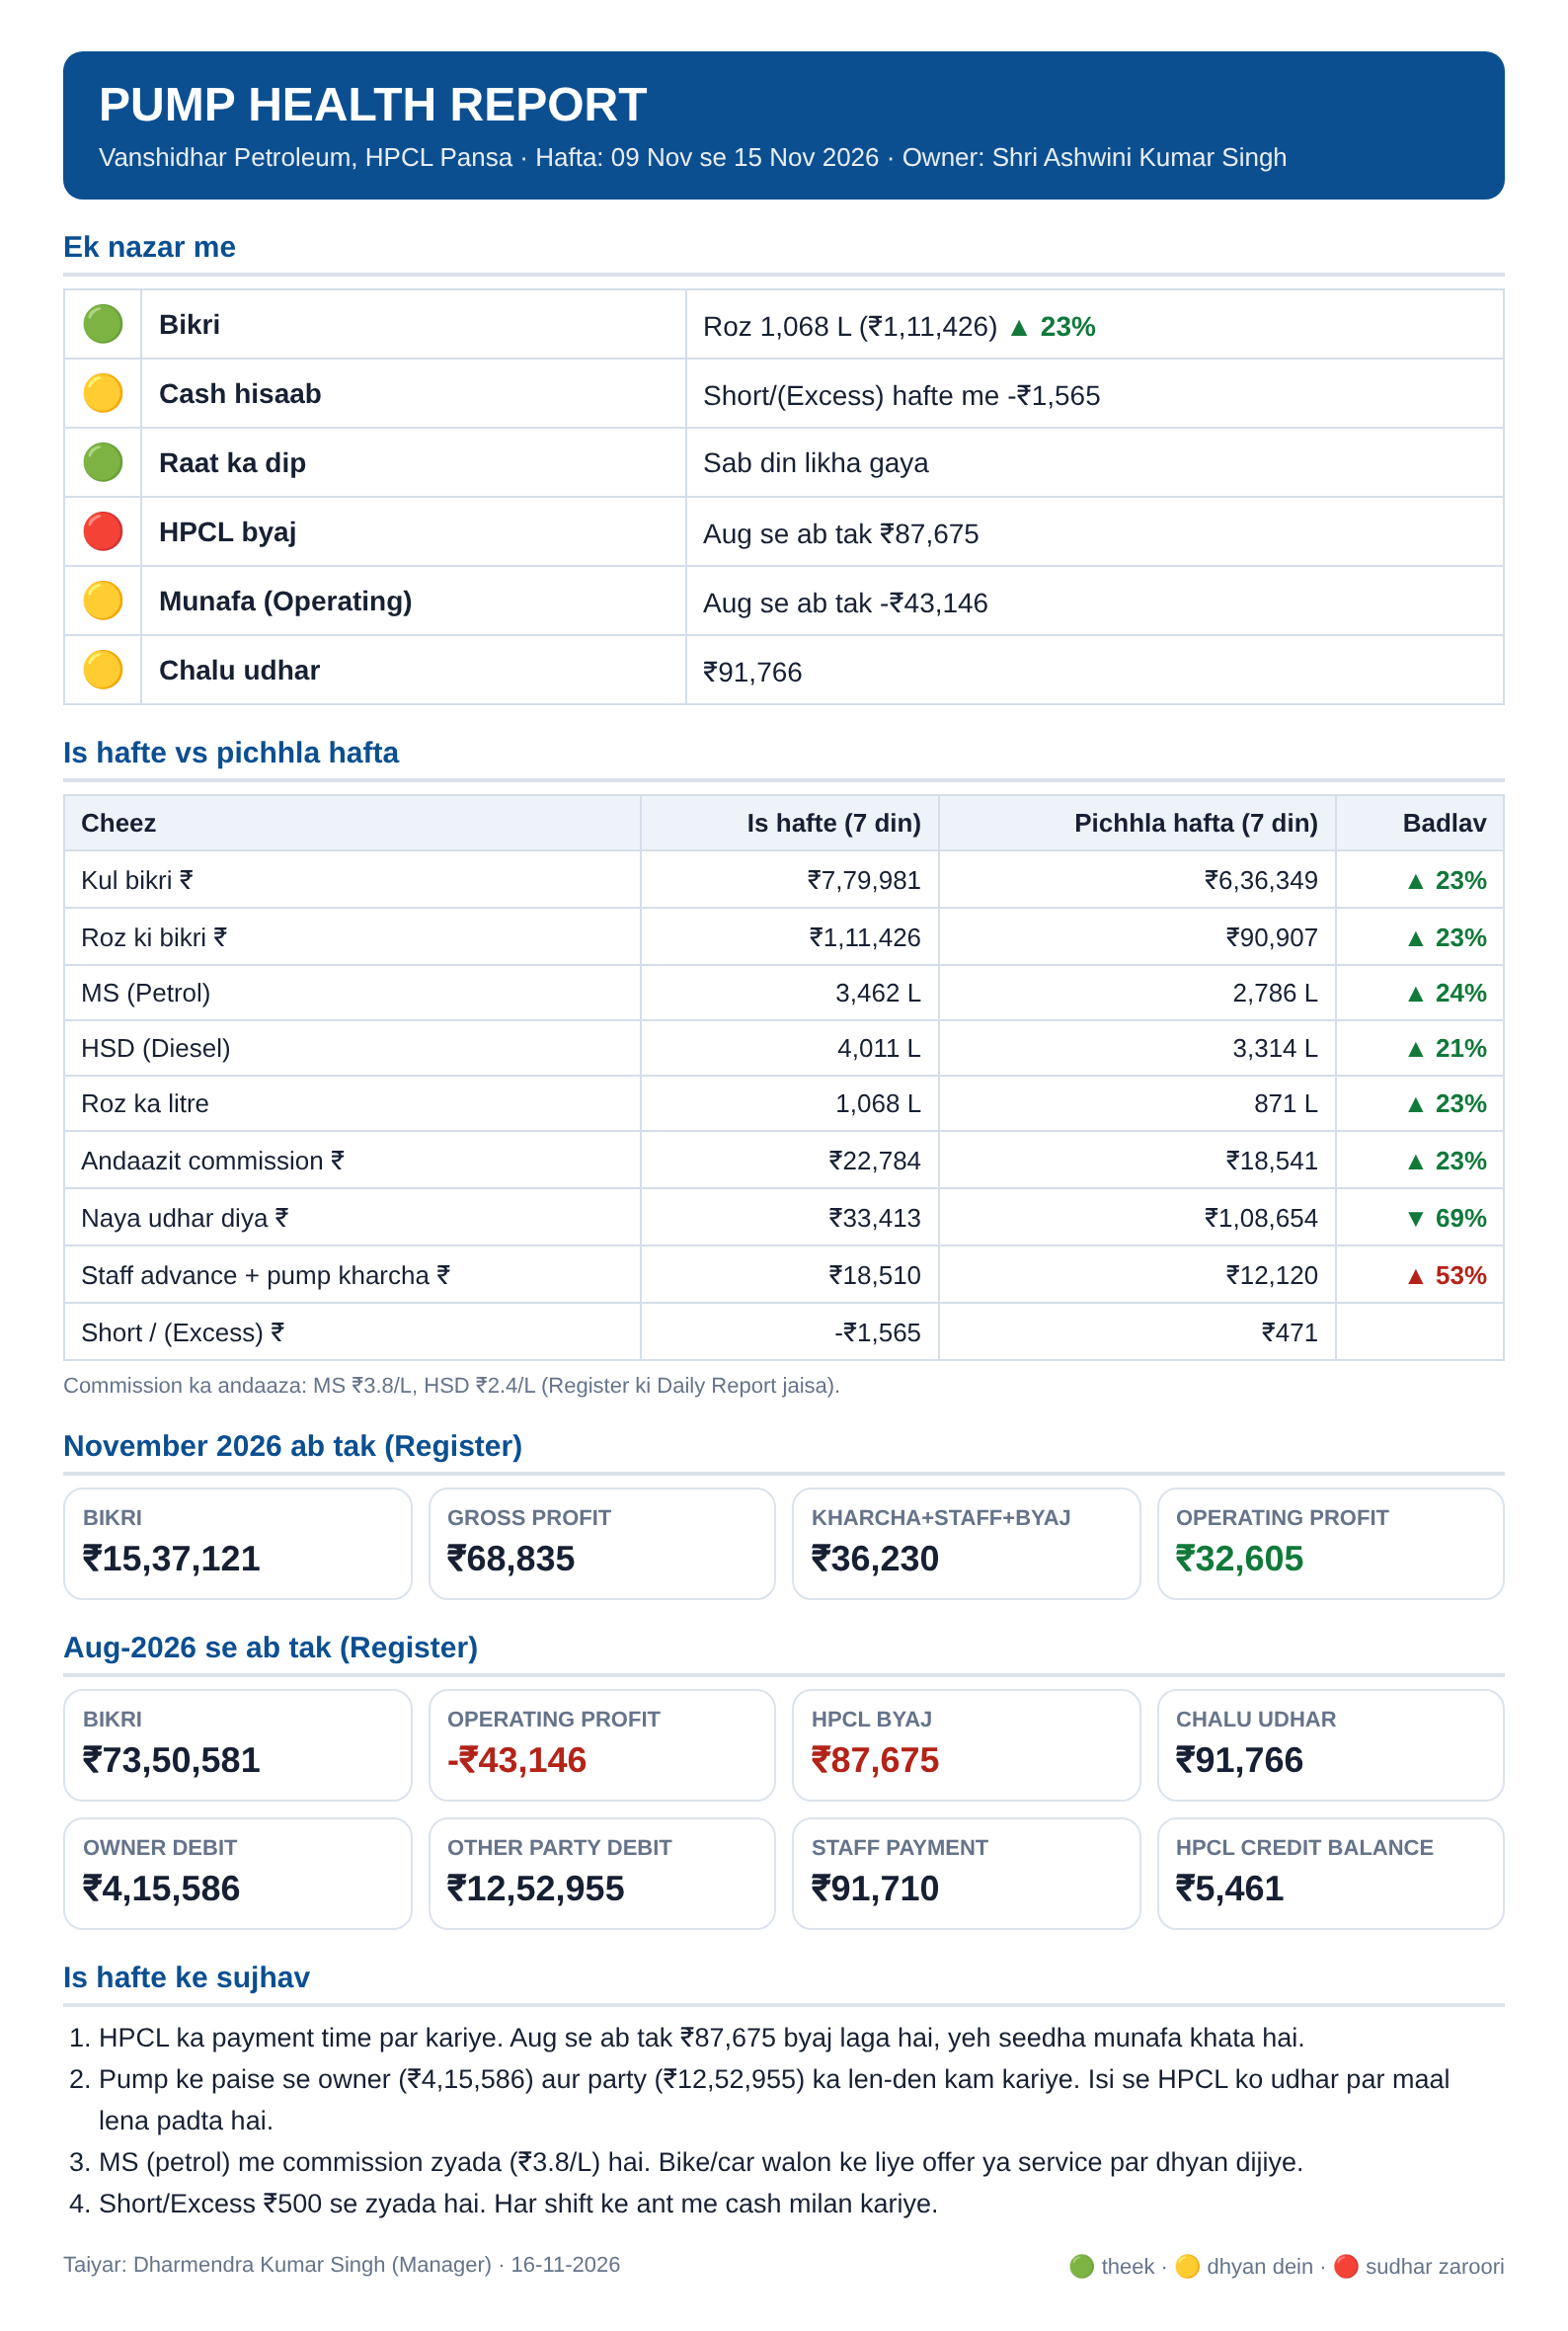 PUMP HEALTH REPORT
Vanshidhar Petroleum, HPCL Pansa · Hafta: 09 Nov se 15 Nov 2026 · Owner: Shri Ashwini Kumar Singh
Ek nazar me
Bikri Roz 1,068 L (₹1,11,426) ▲ 23%
Cash hisaab Short/(Excess) hafte me -₹1,565
Raat ka dip Sab din likha gaya
HPCL byaj Aug se ab tak ₹87,675
Munafa (Operating) Aug se ab tak -₹43,146
Chalu udhar ₹91,766
Is hafte vs pichhla hafta
Cheez Is hafte (7 din) Pichhla hafta (7 din) Badlav
Kul bikri ₹ ₹7,79,981 ₹6,36,349 ▲ 23%
Roz ki bikri ₹ ₹1,11,426 ₹90,907 ▲ 23%
MS (Petrol) 3,462 L 2,786 L ▲ 24%
HSD (Diesel) 4,011 L 3,314 L ▲ 21%
Roz ka litre 1,068 L 871 L ▲ 23%
Andaazit commission ₹ ₹22,784 ₹18,541 ▲ 23%
Naya udhar diya ₹ ₹33,413 ₹1,08,654 ▼ 69%
Staff advance + pump kharcha ₹ ₹18,510 ₹12,120 ▲ 53%
Short / (Excess) ₹ -₹1,565 ₹471
Commission ka andaaza: MS ₹3.8/L, HSD ₹2.4/L (Register ki Daily Report jaisa).
November 2026 ab tak (Register)
BIKRI GROSS PROFIT KHARCHA+STAFF+BYAJ OPERATING PROFIT
₹15,37,121 ₹68,835 ₹36,230 ₹32,605
Aug-2026 se ab tak (Register)
BIKRI OPERATING PROFIT HPCL BYAJ CHALU UDHAR
₹73,50,581 -₹43,146 ₹87,675 ₹91,766
OWNER DEBIT OTHER PARTY DEBIT STAFF PAYMENT HPCL CREDIT BALANCE
₹4,15,586 ₹12,52,955 ₹91,710 ₹5,461
Is hafte ke sujhav
1. HPCL ka payment time par kariye. Aug se ab tak ₹87,675 byaj laga hai, yeh seedha munafa khata hai.
2. Pump ke paise se owner (₹4,15,586) aur party (₹12,52,955) ka len-den kam kariye. Isi se HPCL ko udhar par maal
lena padta hai.
3. MS (petrol) me commission zyada (₹3.8/L) hai. Bike/car walon ke liye offer ya service par dhyan dijiye.
4. Short/Excess ₹500 se zyada hai. Har shift ke ant me cash milan kariye.
Taiyar: Dharmendra Kumar Singh (Manager) · 16-11-2026 🟢 theek · 🟡 dhyan dein · 🔴 sudhar zaroori